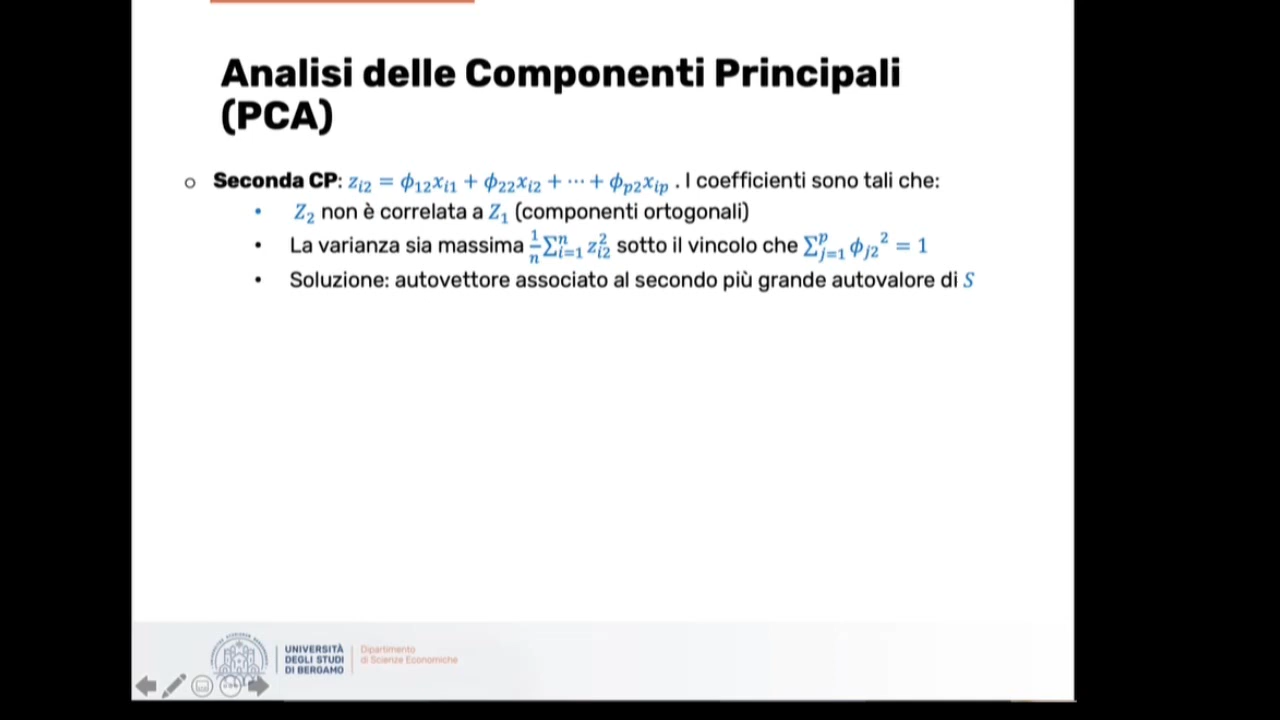 Analisi delle Componenti Principali
(PCA)
○ Seconda CP: z_{i2} = ϕ_{12}x_{i1} + ϕ_{22}x_{i2} + ⋯ + ϕ_{p2}x_{ip} . I coefficienti sono tali che:
• Z_2 non è correlata a Z_1 (componenti ortogonali)
• La varianza sia massima \frac{1}{n}∑_{i=1}^{n} z_{i2}^2 sotto il vincolo che ∑_{j=1}^{p} ϕ_{j2}^2 = 1
• Soluzione: autovettore associato al secondo più grande autovalore di S
UNIVERSITÀ
DEGLI STUDI
DI BERGAMO
Dipartimento
di Scienze Economiche